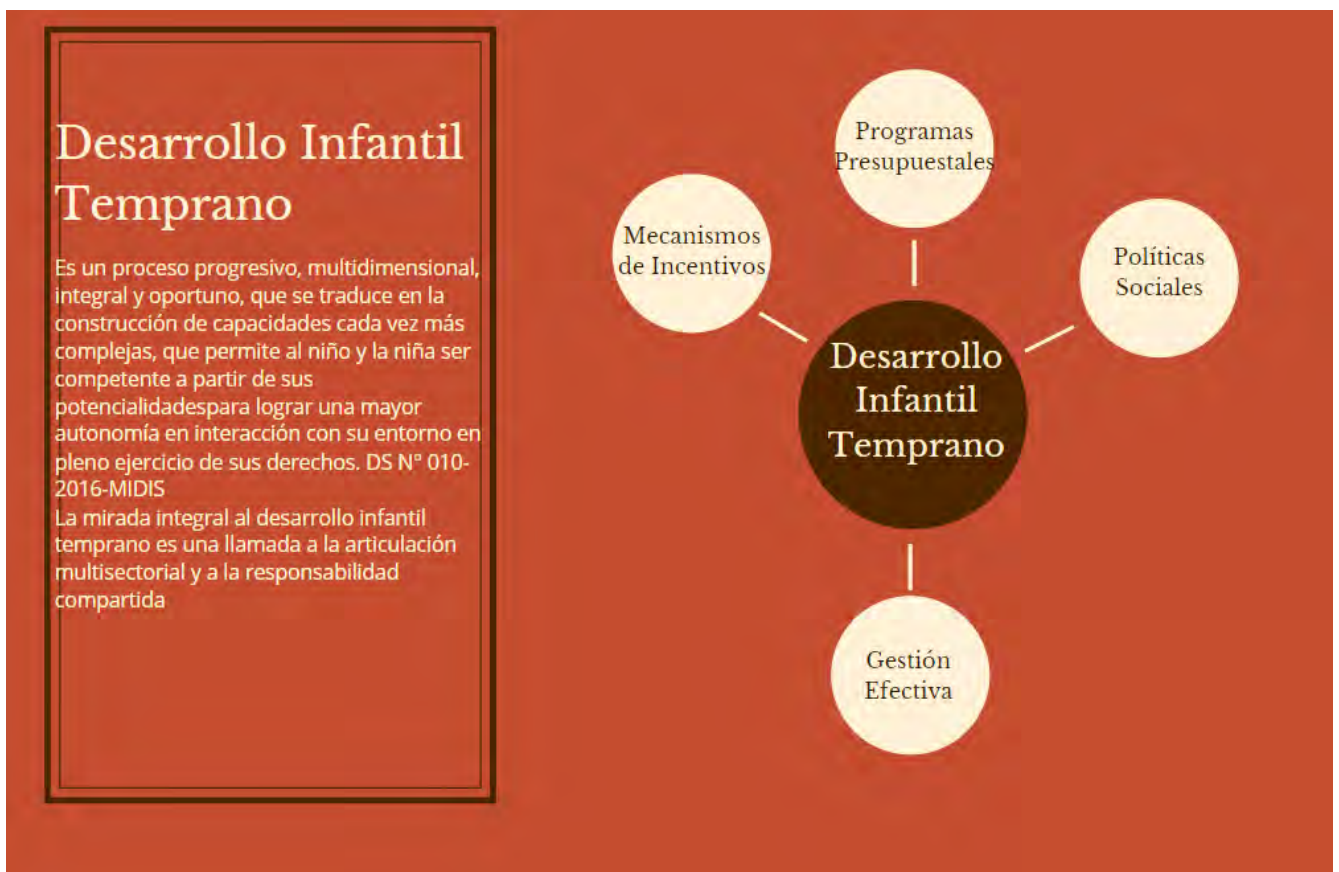 Desarrollo Infantil
Temprano
Es un proceso progresivo, multidimensional,
integral y oportuno, que se traduce en la
construcción de capacidades cada vez más
complejas, que permite al niño y la niña ser
competente a partir de sus
potencialidadespara lograr una mayor
autonomía en interacción con su entorno en
pleno ejercicio de sus derechos. DS Nº 010-
2016-MIDIS
La mirada integral al desarrollo infantil
temprano es una llamada a la articulación
multisectorial y a la responsabilidad
compartida
Programas
Presupuestales
Mecanismos
de Incentivos
Políticas
Sociales
Desarrollo
Infantil
Temprano
Gestión
Efectiva